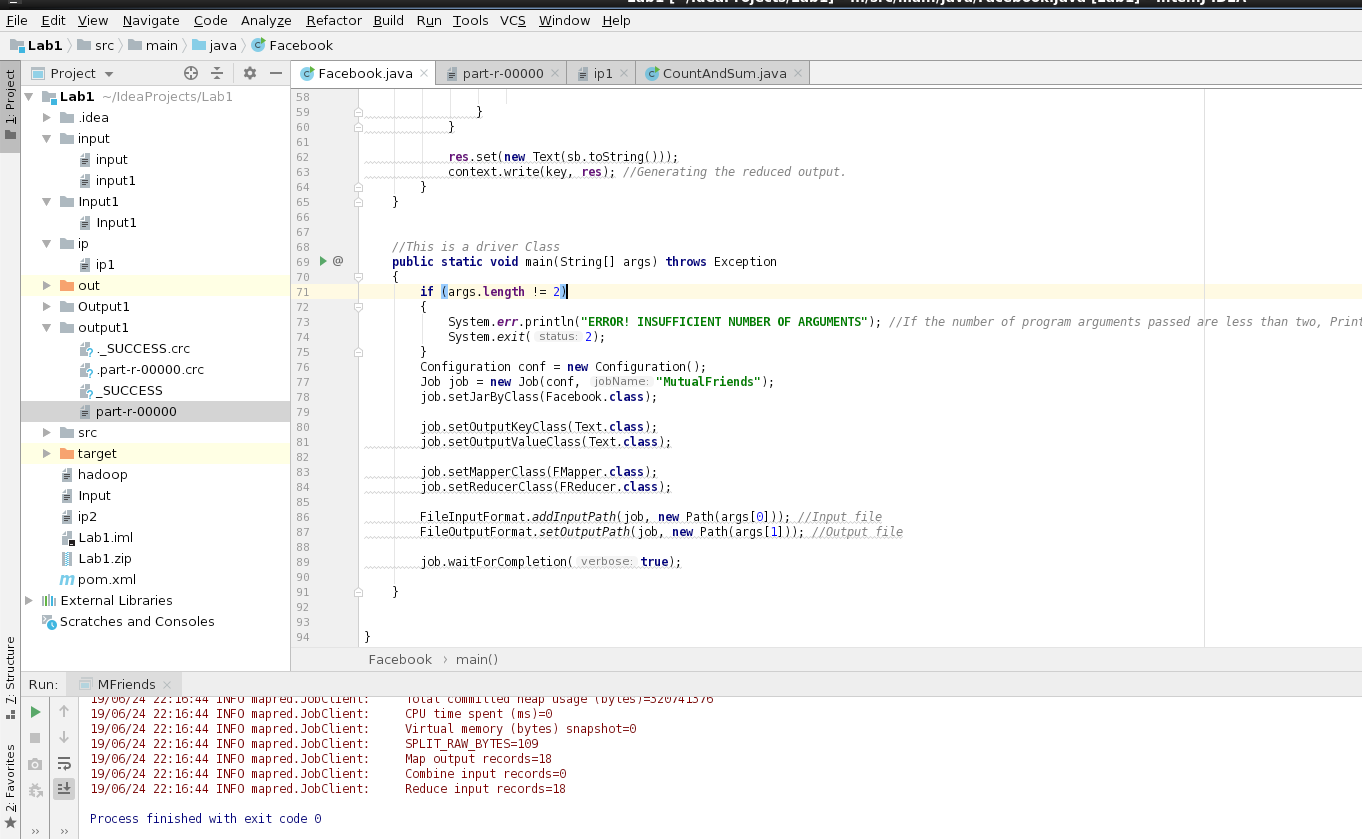 File Edit View Navigate Code Analyze Refactor Build Run Tools VCS Window Help
Lab1 src main java Facebook
1: Project
Project
Facebook.java part-r-00000 ip1 CountAndSum.java
Lab1 ~/IdeaProjects/Lab1
.idea
input
input
input1
Input1
Input1
ip
ip1
out
Output1
output1
._SUCCESS.crc
.part-r-00000.crc
_SUCCESS
part-r-00000
src
target
hadoop
Input
ip2
Lab1.iml
Lab1.zip
pom.xml
External Libraries
Scratches and Consoles
58
59 }
60 }
61
62 res.set(new Text(sb.toString()));
63 context.write(key, res); //Generating the reduced output.
64 }
65 }
66
67
68 //This is a driver Class
69 @ public static void main(String[] args) throws Exception
70 {
71 if (args.length != 2)
72 {
73 System.err.println("ERROR! INSUFFICIENT NUMBER OF ARGUMENTS"); //If the number of program arguments passed are less than two, Print
74 System.exit( status: 2);
75 }
76 Configuration conf = new Configuration();
77 Job job = new Job(conf, jobName: "MutualFriends");
78 job.setJarByClass(Facebook.class);
79
80 job.setOutputKeyClass(Text.class);
81 job.setOutputValueClass(Text.class);
82
83 job.setMapperClass(FMapper.class);
84 job.setReducerClass(FReducer.class);
85
86 FileInputFormat.addInputPath(job, new Path(args[0])); //Input file
87 FileOutputFormat.setOutputPath(job, new Path(args[1])); //Output file
88
89 job.waitForCompletion( verbose: true);
90
91 }
92
93
94 }
Facebook › main()
7: Structure
2: Favorites
Run: MFriends
19/06/24 22:16:44 INFO mapred.JobClient: Total committed heap usage (bytes)=520741376
19/06/24 22:16:44 INFO mapred.JobClient: CPU time spent (ms)=0
19/06/24 22:16:44 INFO mapred.JobClient: Virtual memory (bytes) snapshot=0
19/06/24 22:16:44 INFO mapred.JobClient: SPLIT_RAW_BYTES=109
19/06/24 22:16:44 INFO mapred.JobClient: Map output records=18
19/06/24 22:16:44 INFO mapred.JobClient: Combine input records=0
19/06/24 22:16:44 INFO mapred.JobClient: Reduce input records=18
Process finished with exit code 0